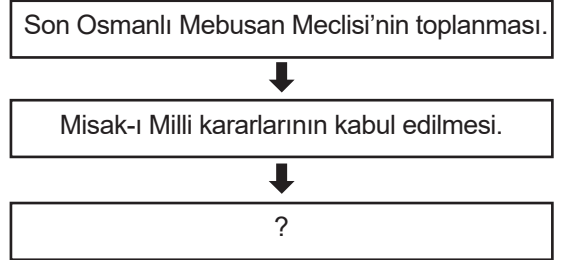 Son Osmanlı Mebusan Meclisi’nin toplanması.
Misak-ı Milli kararlarının kabul edilmesi.
?